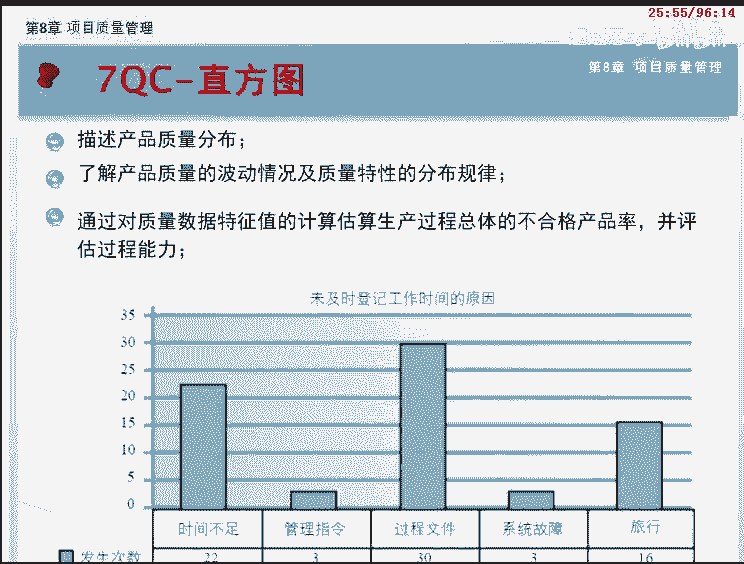 25:55/96:14
第8章 项目质量管理
第8章 项目质量管理
7QC-直方图
描述产品质量分布；
了解产品质量的波动情况及质量特性的分布规律；
通过对质量数据特征值的计算估算生产过程总体的不合格产品率，并评
估过程能力；
未及时登记工作时间的原因
35
30
25
20
15
10
5
0
时间不足 管理指令 过程文件 系统故障 旅行
发生次数 22 3 30 3 16